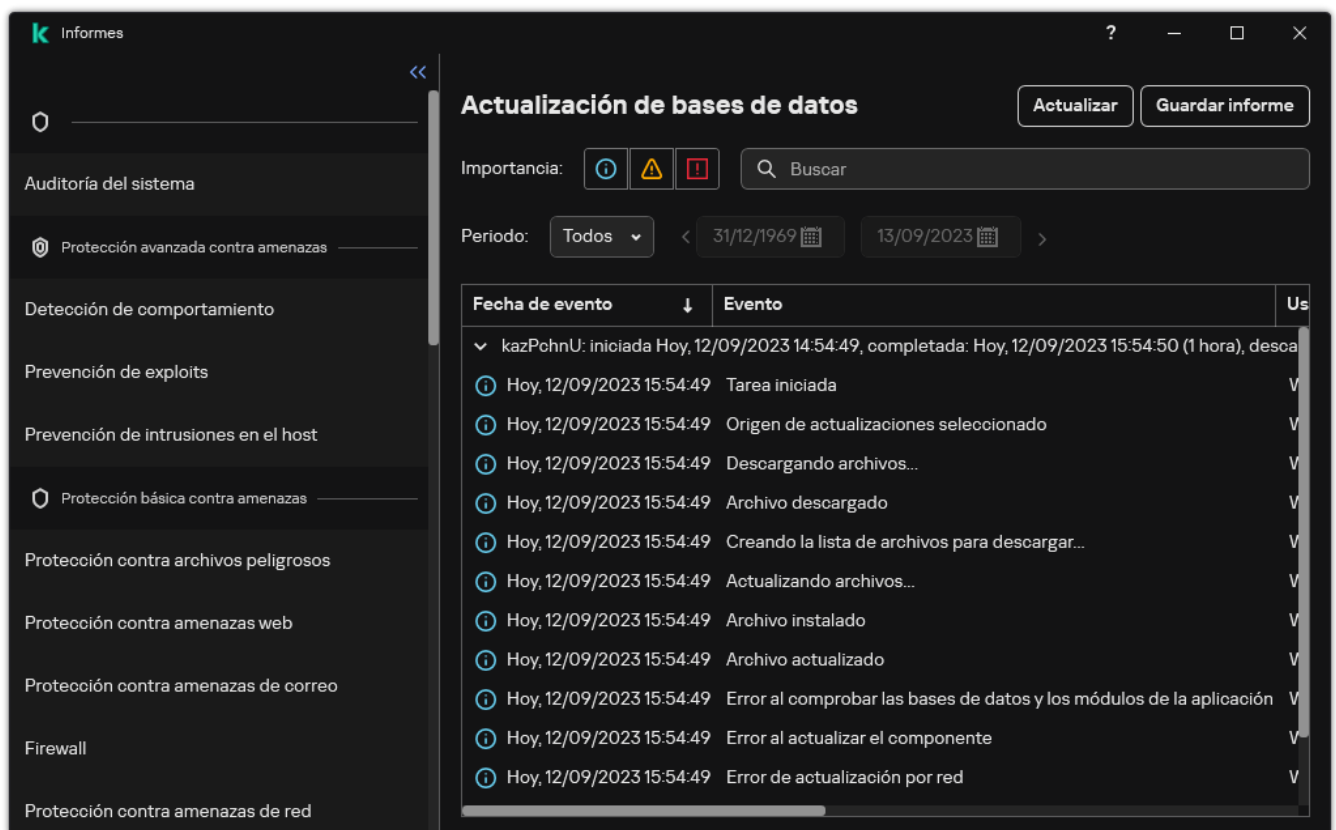 Informes
?
Auditoría del sistema
Protección avanzada contra amenazas
Detección de comportamiento
Prevención de exploits
Prevención de intrusiones en el host
Protección básica contra amenazas
Protección contra archivos peligrosos
Protección contra amenazas web
Protección contra amenazas de correo
Firewall
Protección contra amenazas de red
Actualización de bases de datos
Actualizar
Guardar informe
Importancia:
Buscar
Periodo: Todos 31/12/1969 13/09/2023
Fecha de evento Evento Us
kazPchnU: iniciada Hoy, 12/09/2023 14:54:49, completada: Hoy, 12/09/2023 15:54:50 (1 hora), desca
Hoy, 12/09/2023 15:54:49 Tarea iniciada
Hoy, 12/09/2023 15:54:49 Origen de actualizaciones seleccionado
Hoy, 12/09/2023 15:54:49 Descargando archivos...
Hoy, 12/09/2023 15:54:49 Archivo descargado
Hoy, 12/09/2023 15:54:49 Creando la lista de archivos para descargar...
Hoy, 12/09/2023 15:54:49 Actualizando archivos...
Hoy, 12/09/2023 15:54:49 Archivo instalado
Hoy, 12/09/2023 15:54:49 Archivo actualizado
Hoy, 12/09/2023 15:54:49 Error al comprobar las bases de datos y los módulos de la aplicación
Hoy, 12/09/2023 15:54:49 Error al actualizar el componente
Hoy, 12/09/2023 15:54:49 Error de actualización por red